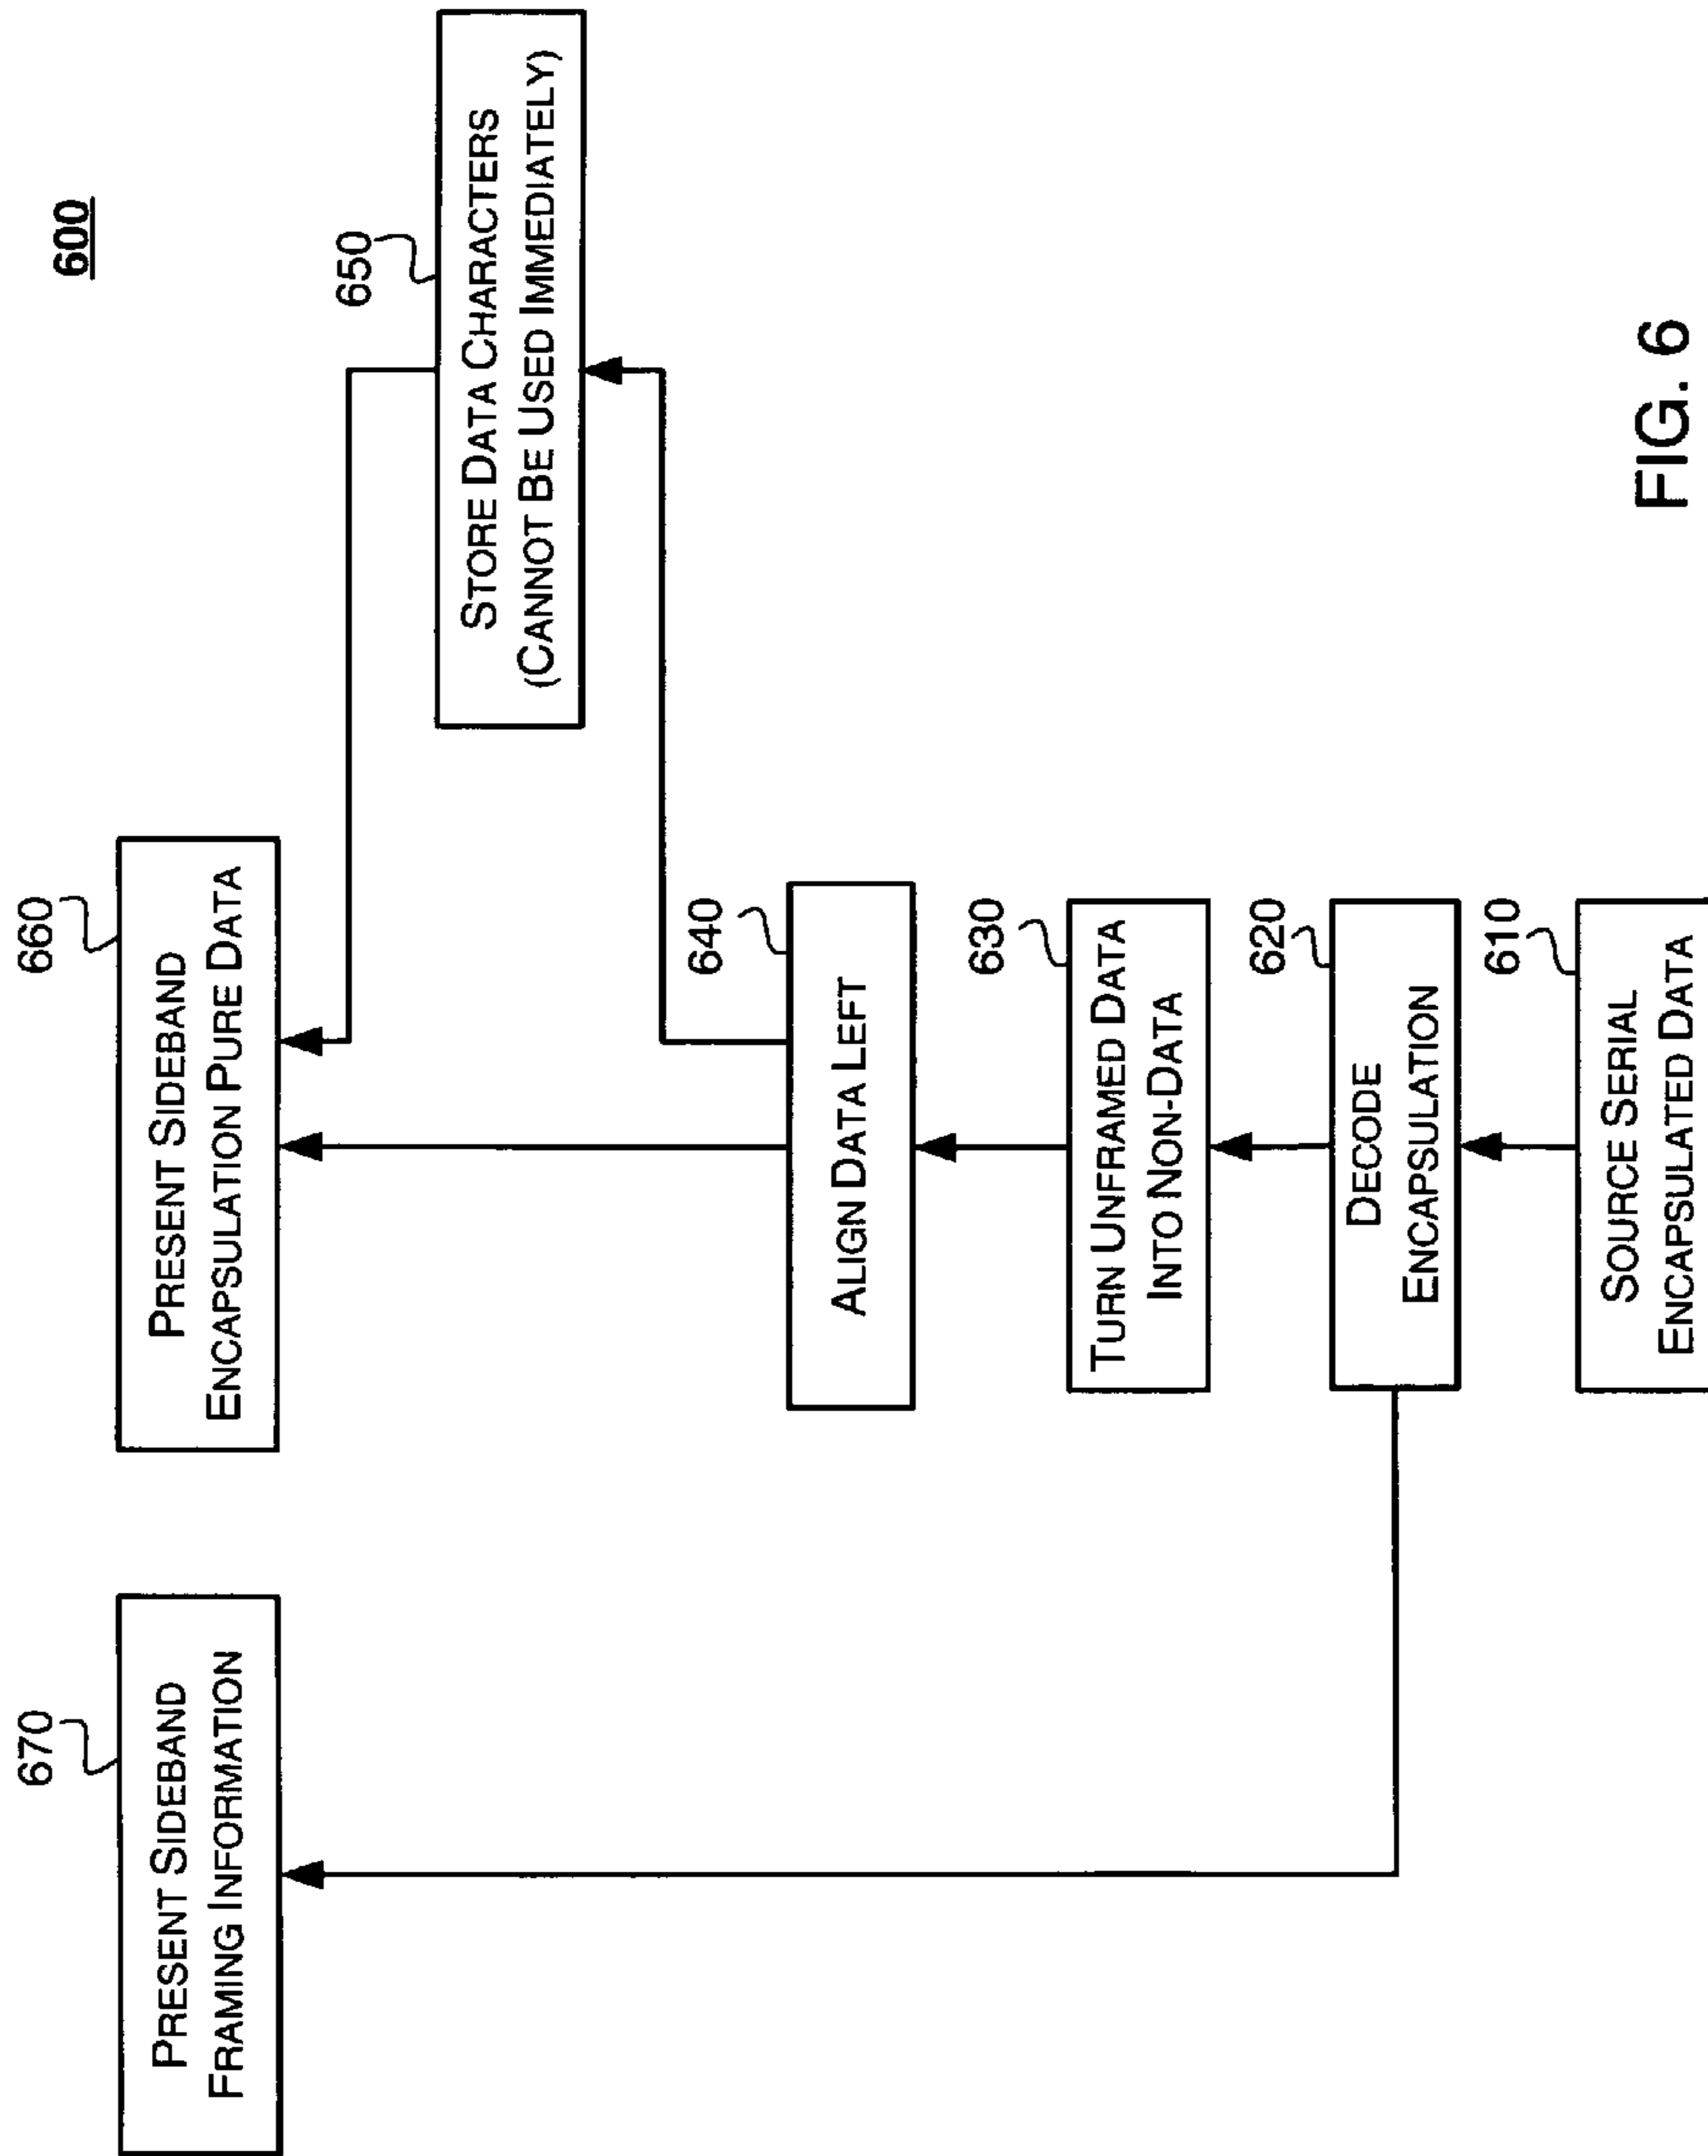 600
670
PRESENT SIDEBAND
FRAMING INFORMATION
660
PRESENT SIDEBAND
ENCAPSULATION PURE DATA
650
STORE DATA CHARACTERS
(CANNOT BE USED IMMEDIATELY)
640
ALIGN DATA LEFT
630
TURN UNFRAMED DATA
INTO NON-DATA
620
DECODE
ENCAPSULATION
610
SOURCE SERIAL
ENCAPSULATED DATA
FIG. 6